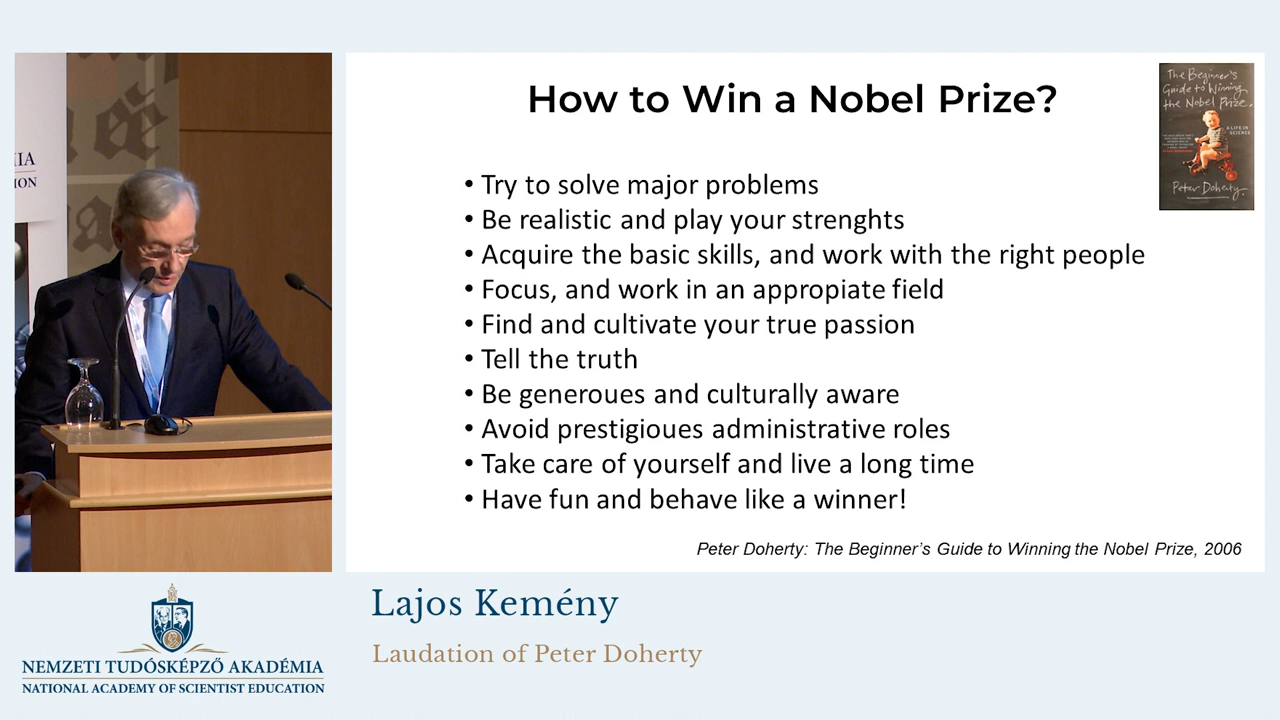 IA
ION
How to Win a Nobel Prize?
• Try to solve major problems
• Be realistic and play your strenghts
• Acquire the basic skills, and work with the right people
• Focus, and work in an appropiate field
• Find and cultivate your true passion
• Tell the truth
• Be generoues and culturally aware
• Avoid prestigioues administrative roles
• Take care of yourself and live a long time
• Have fun and behave like a winner!
Peter Doherty: The Beginner's Guide to Winning the Nobel Prize, 2006
The Beginner's
Guide to Winning
the Nobel Prize.
A LIFE IN
SCIENCE
Peter Doherty
Lajos Kemény
Laudation of Peter Doherty
NEMZETI TUDÓSKÉPZŐ AKADÉMIA
NATIONAL ACADEMY OF SCIENTIST EDUCATION